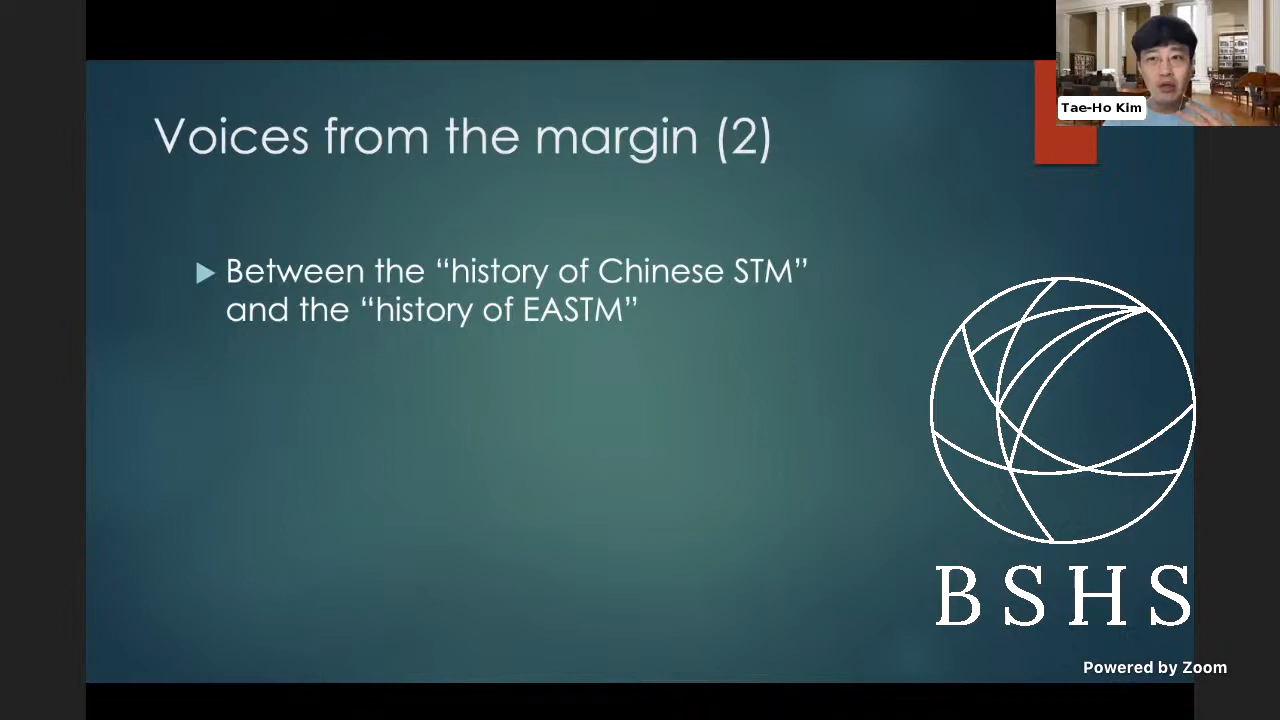 Tae-Ho Kim
Voices from the margin (2)
Between the “history of Chinese STM”
and the “history of EASTM”
BSHS
Powered by Zoom